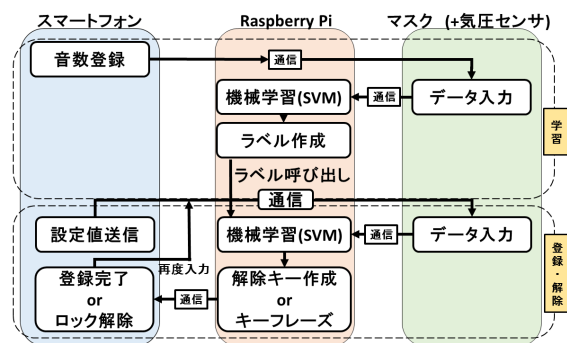 スマートフォン
Raspberry Pi
マスク (+気圧センサ)
音数登録
通信
機械学習(SVM)
通信
データ入力
学習
ラベル作成
ラベル呼び出し
通信
設定値送信
機械学習(SVM)
通信
データ入力
再度入力
登録・解除
登録完了
or
ロック解除
通信
解除キー作成
or
キーフレーズ